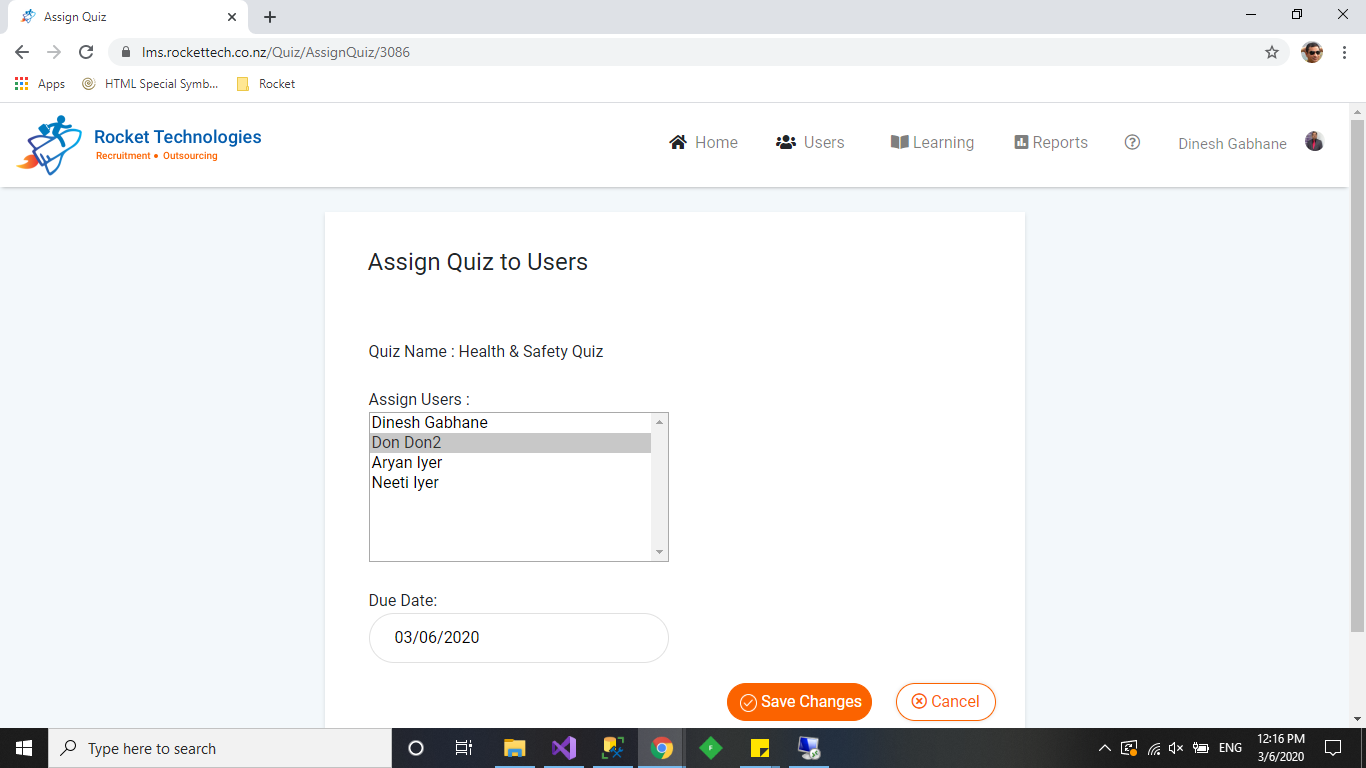 Assign Quiz
lms.rockettech.co.nz/Quiz/AssignQuiz/3086
Apps HTML Special Symb... Rocket
Rocket Technologies
Recruitment • Outsourcing
Home Users Learning Reports Dinesh Gabhane
Assign Quiz to Users
Quiz Name : Health & Safety Quiz
Assign Users :
Dinesh Gabhane
Don Don2
Aryan Iyer
Neeti Iyer
Due Date:
03/06/2020
Save Changes Cancel
Type here to search
ENG
12:16 PM
3/6/2020